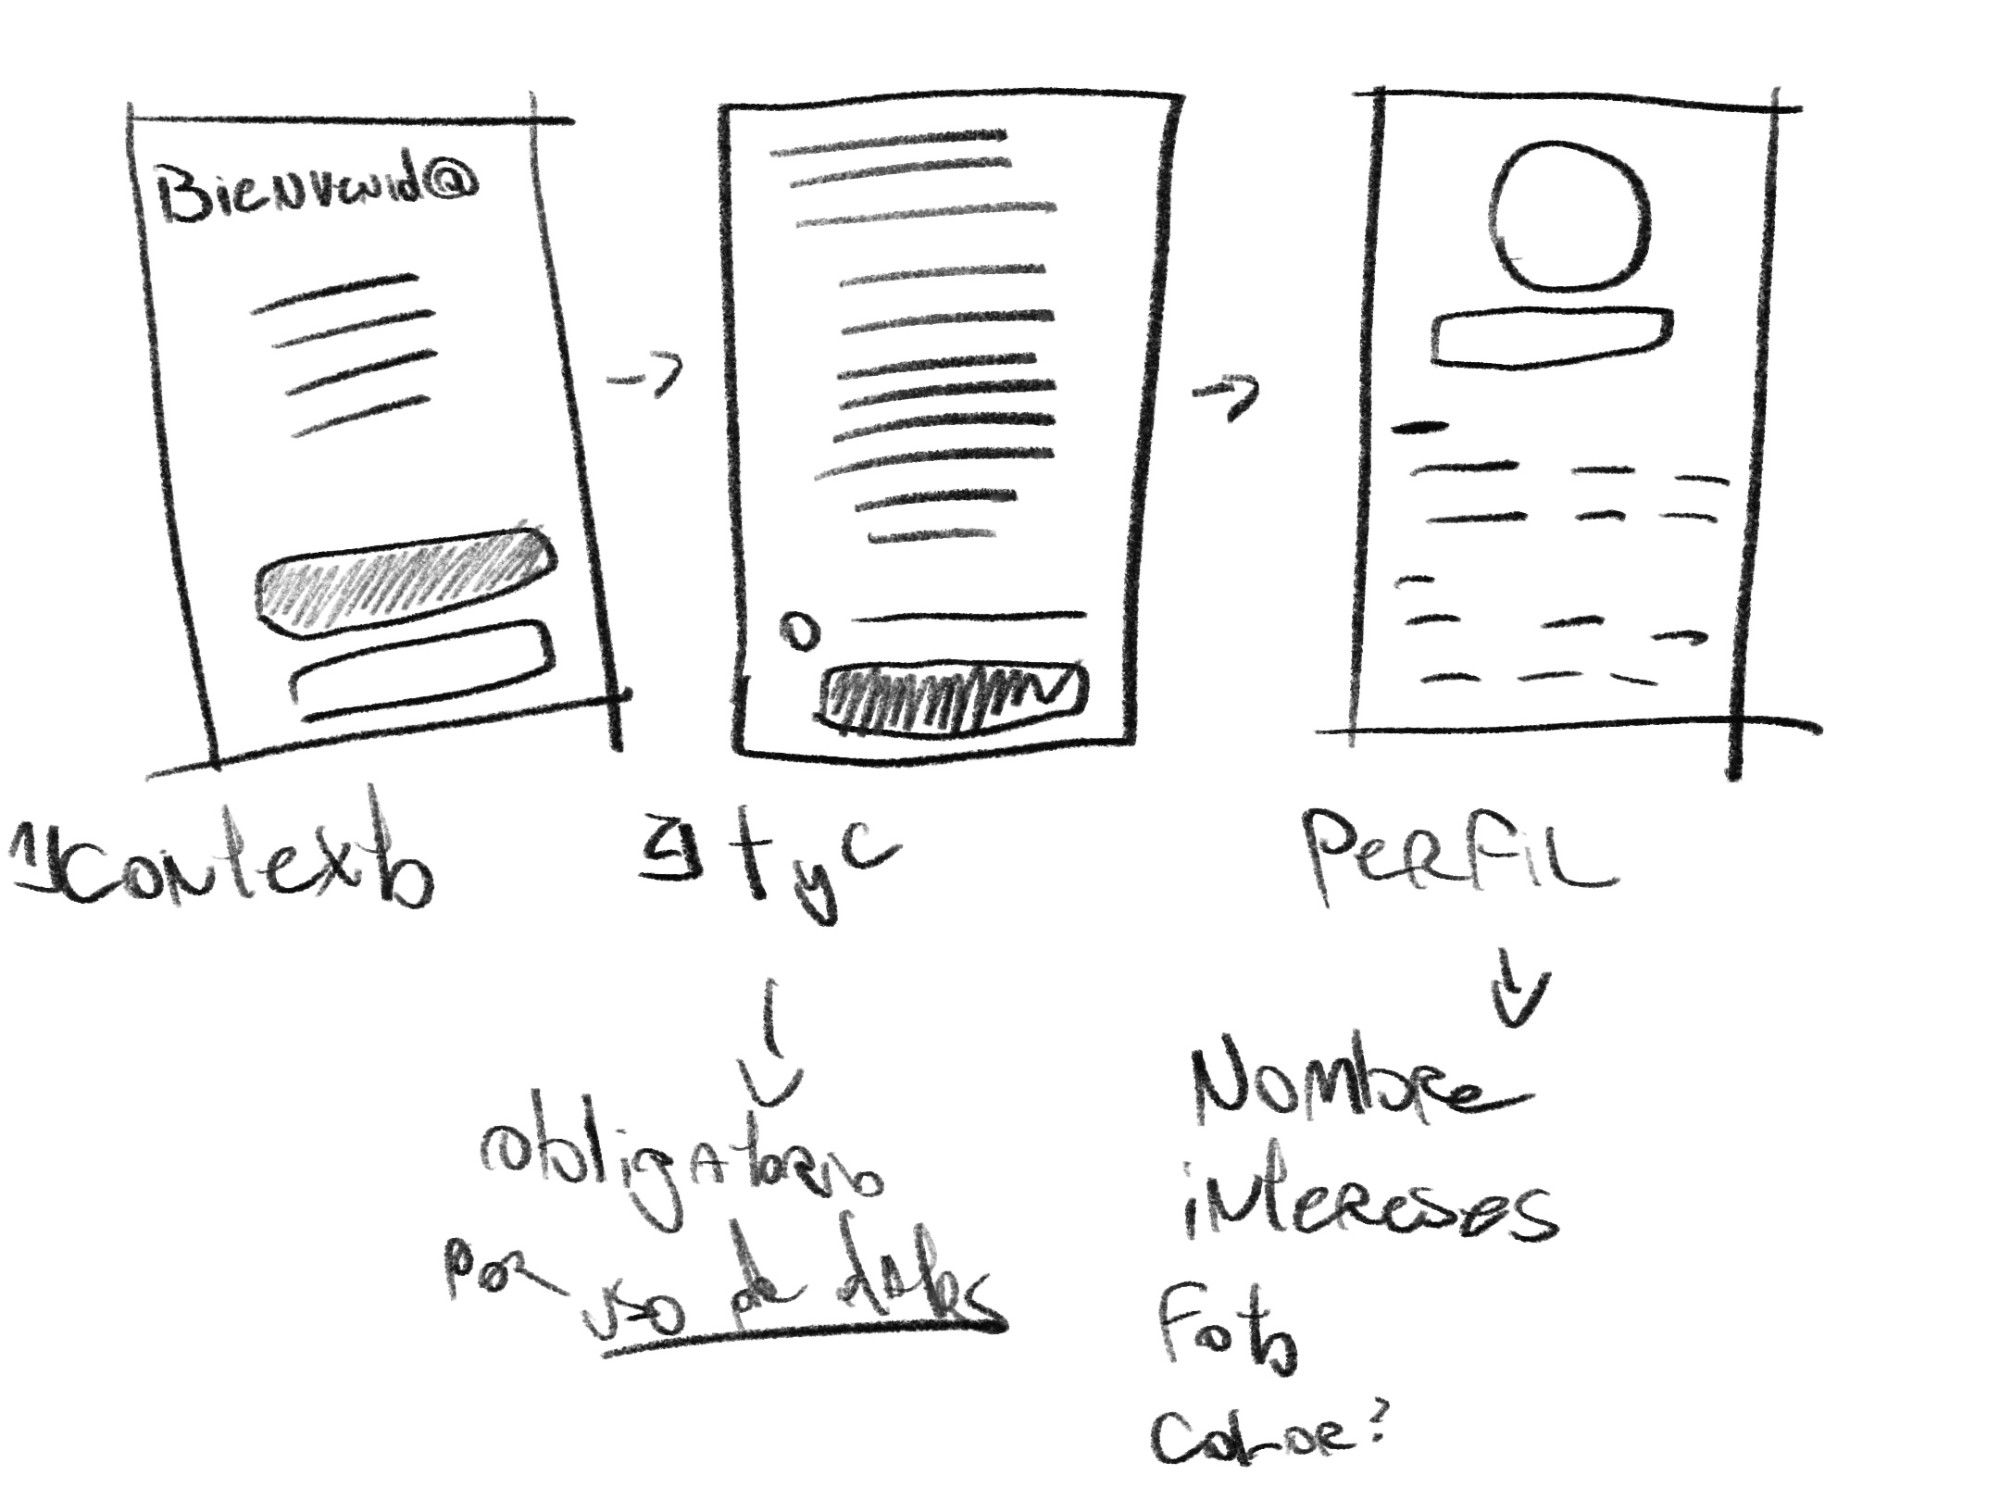 Bienvenid@
1) Contexto
2) t y c
Perfil
obligatorio
por uso de datos
Nombre
intereses
Foto
Color?